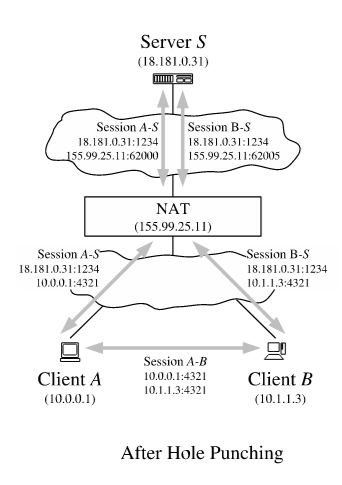 Server S
(18.181.0.31)
Session A-S
18.181.0.31:1234
155.99.25.11:62000
Session B-S
18.181.0.31:1234
155.99.25.11:62005
NAT
(155.99.25.11)
Session A-S
18.181.0.31:1234
10.0.0.1:4321
Session B-S
18.181.0.31:1234
10.1.1.3:4321
Session A-B
10.0.0.1:4321
10.1.1.3:4321
Client A
(10.0.0.1)
Client B
(10.1.1.3)
After Hole Punching